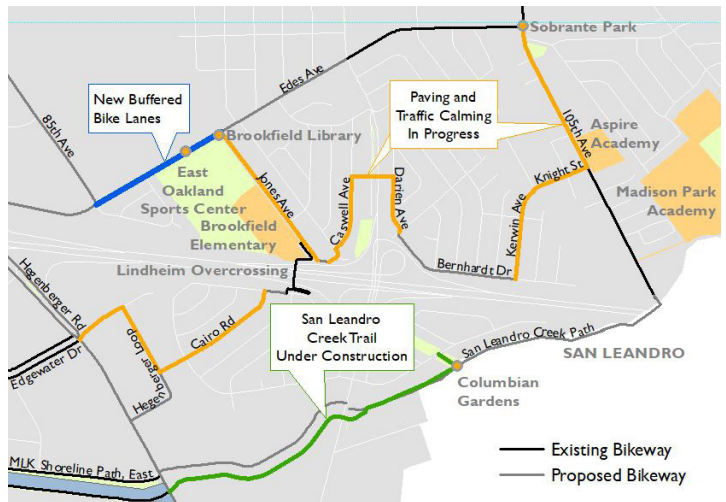 Sobrante Park
Edes Ave
New Buffered
Bike Lanes
Paving and
Traffic Calming
In Progress
85th Ave
105th Ave
Brookfield Library
Aspire
Academy
East
Oakland
Sports Center
Jones Ave
Knight St
Caswell Ave
Darien Ave
Madison Park
Academy
Brookfield
Elementary
Kerwin Ave
Lindheim Overcrossing
Bernhardt Dr
Hegenberger Rd
San Leandro
Creek Trail
Under Construction
Cairo Rd
San Leandro Creek Path
Edgewater Dr
Hegenberger Loop
SAN LEANDRO
Columbian
Gardens
Existing Bikeway
MLK Shoreline Path, East
Proposed Bikeway